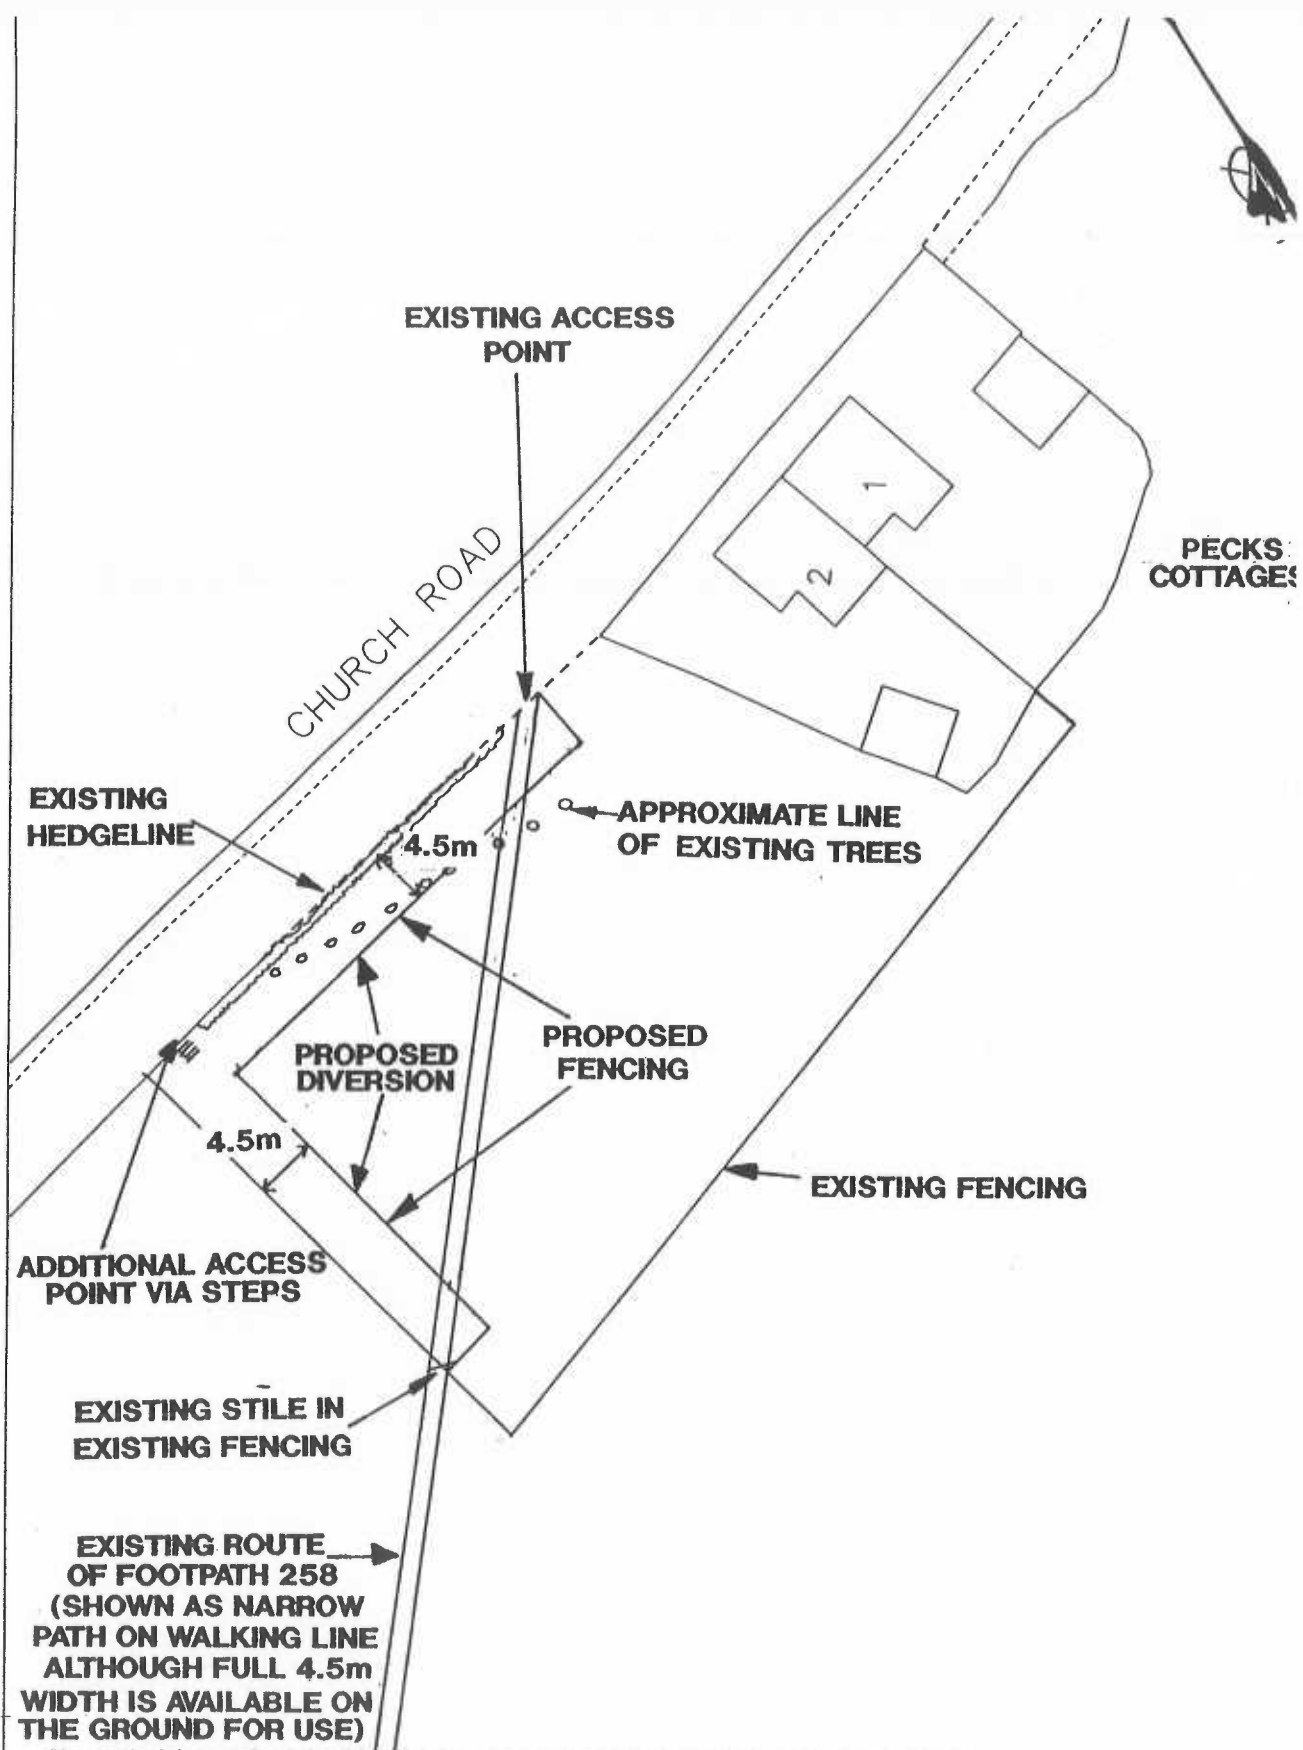 EXISTING ACCESS
POINT
CHURCH ROAD
1
2
PECKS
COTTAGES
EXISTING
HEDGELINE
4.5m
APPROXIMATE LINE
OF EXISTING TREES
PROPOSED
DIVERSION
PROPOSED
FENCING
4.5m
EXISTING FENCING
ADDITIONAL ACCESS
POINT VIA STEPS
EXISTING STILE IN
EXISTING FENCING
EXISTING ROUTE
OF FOOTPATH 258
(SHOWN AS NARROW
PATH ON WALKING LINE
ALTHOUGH FULL 4.5m
WIDTH IS AVAILABLE ON
THE GROUND FOR USE)